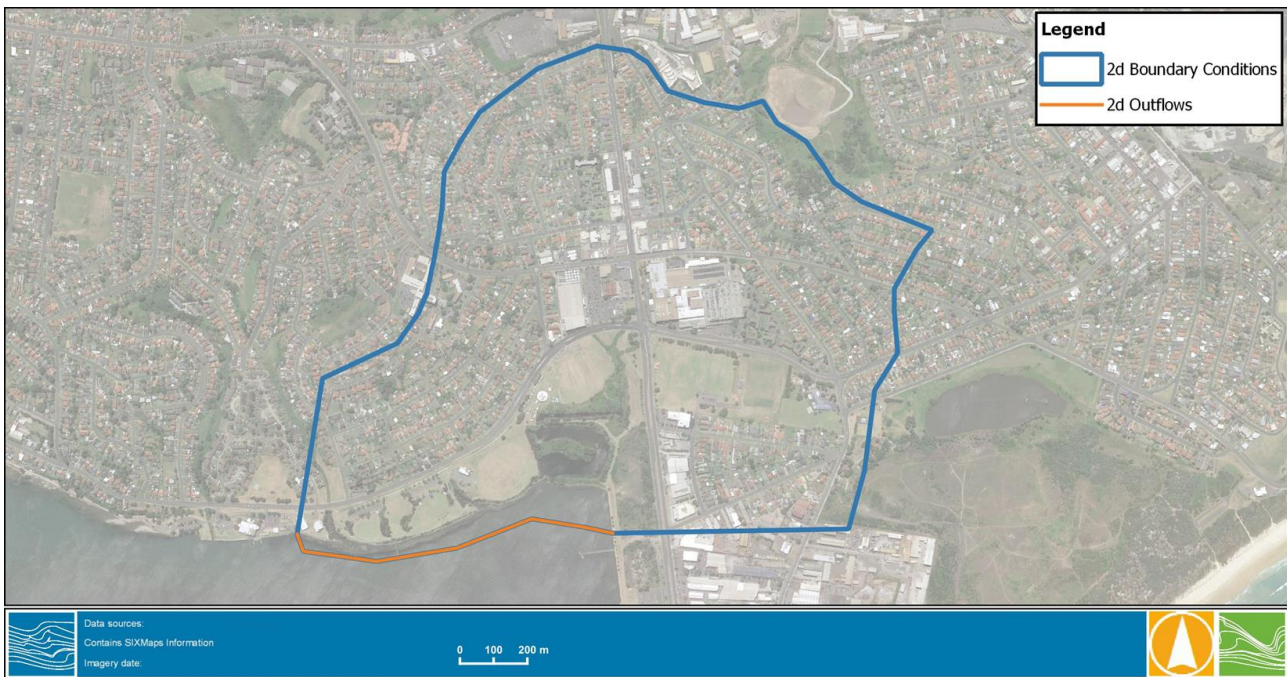 Legend
2d Boundary Conditions
2d Outflows
Data sources:
Contains SIXMaps Information
Imagery date:
0 100 200 m